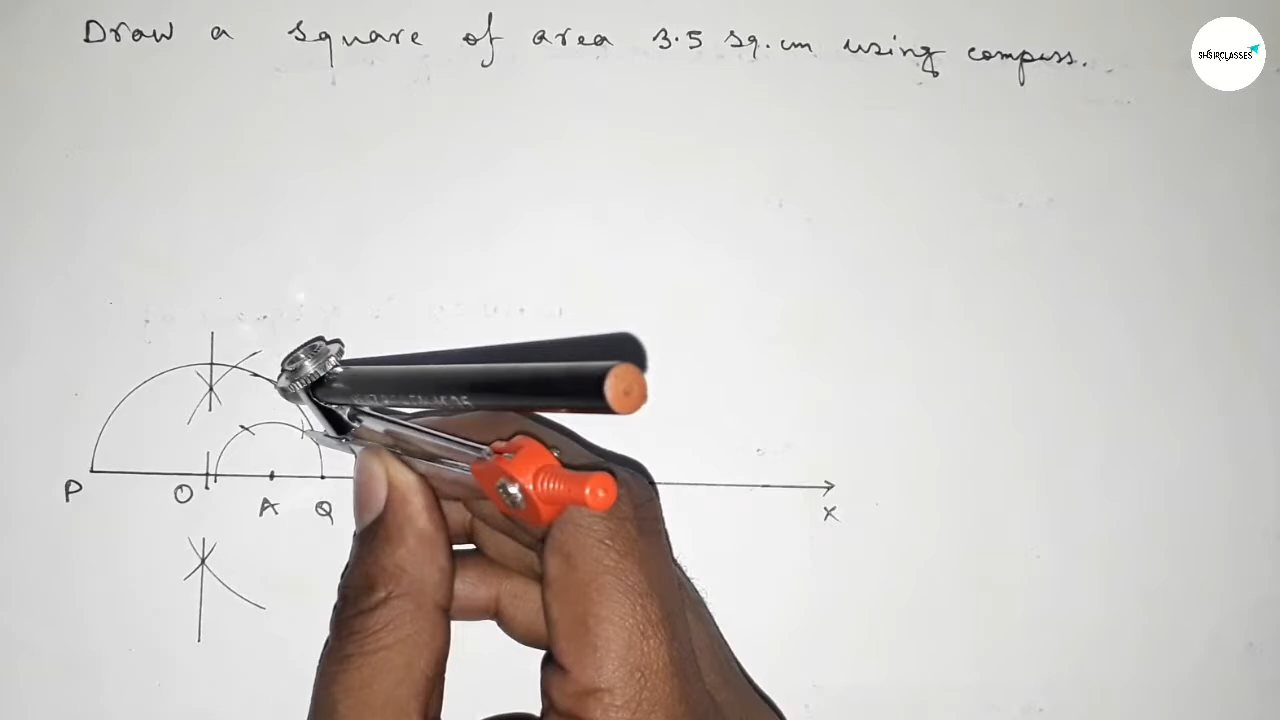 Draw a square of area 3.5 sq. cm using compass.
SHSIRCLASSES
P O A Q X